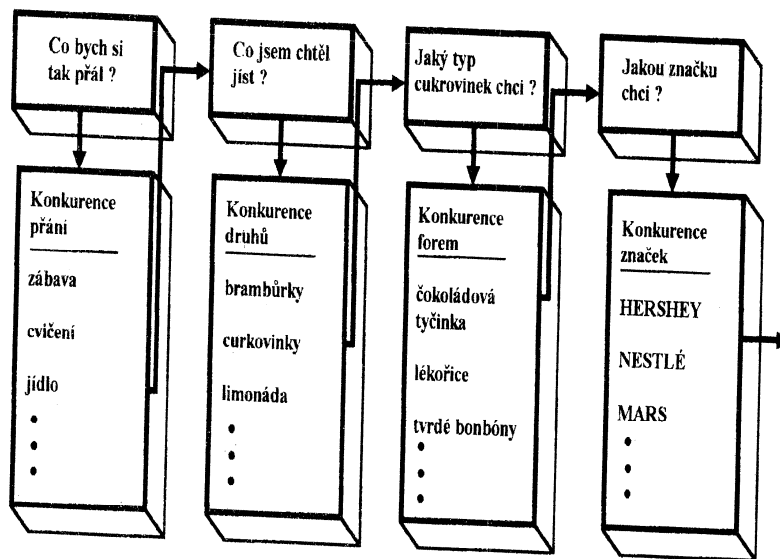 Co bych si
tak přál ?
Co jsem chtěl
jíst ?
Jaký typ
cukrovinek chci ?
Jakou značku
chci ?
Konkurence
přání
zábava
cvičení
jídlo
Konkurence
druhů
brambůrky
curkovinky
limonáda
Konkurence
forem
čokoládová
tyčinka
lékořice
tvrdé bonbóny
Konkurence
značek
HERSHEY
NESTLÉ
MARS